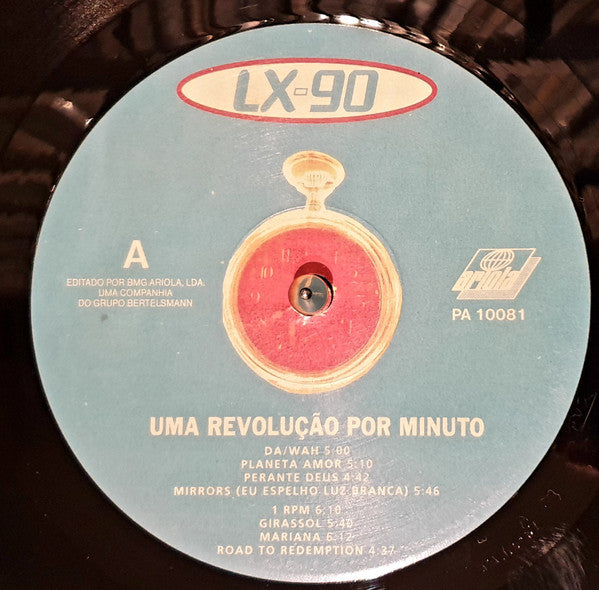 LX-90
A
EDITADO POR BMG ARIOLA, LDA.
UMA COMPANHIA
DO GRUPO BERTELSMANN
ariola
PA 10081
UMA REVOLUÇÃO POR MINUTO
DA/WAH 5:00
PLANETA AMOR 5:10
PERANTE DEUS 4:42
MIRRORS (EU ESPELHO LUZ BRANCA) 5:46
1 RPM 6:10
GIRASSOL 5:40
MARIANA 6:12
ROAD TO REDEMPTION 4:37